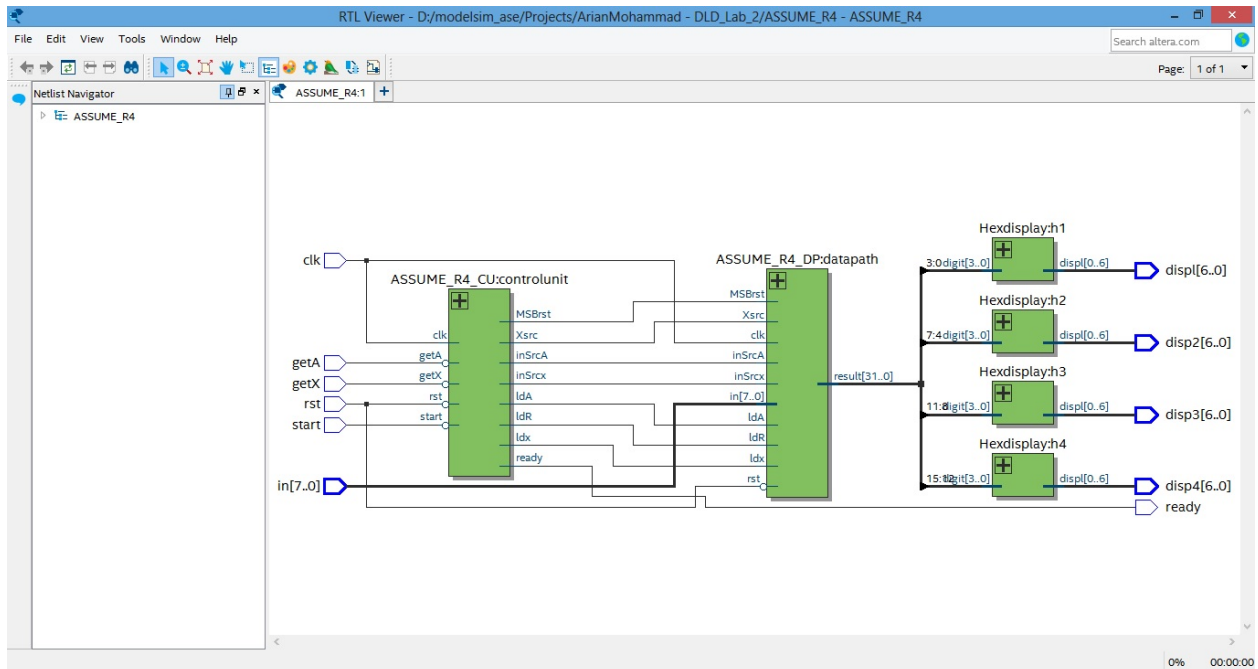 RTL Viewer - D:/modelsim_ase/Projects/ArianMohammad - DLD_Lab_2/ASSUME_R4 - ASSUME_R4
File Edit View Tools Window Help
Search altera.com
Page: 1 of 1
Netlist Navigator
ASSUME_R4:1
ASSUME_R4
clk
getA
getX
rst
start
in[7..0]
ASSUME_R4_CU:controlunit
clk
getA
getX
rst
start
MSBrst
Xsrc
inSrcA
inSrcx
ldA
ldR
ldx
ready
ASSUME_R4_DP:datapath
MSBrst
Xsrc
clk
inSrcA
inSrcx
in[7..0]
ldA
ldR
ldx
rst
result[31..0]
Hexdisplay:h1
3:0 digit[3..0] displ[0..6]
displ[6..0]
Hexdisplay:h2
7:4 digit[3..0] displ[0..6]
disp2[6..0]
Hexdisplay:h3
11:8 digit[3..0] displ[0..6]
disp3[6..0]
Hexdisplay:h4
15:12 digit[3..0] displ[0..6]
disp4[6..0]
ready
0% 00:00:00